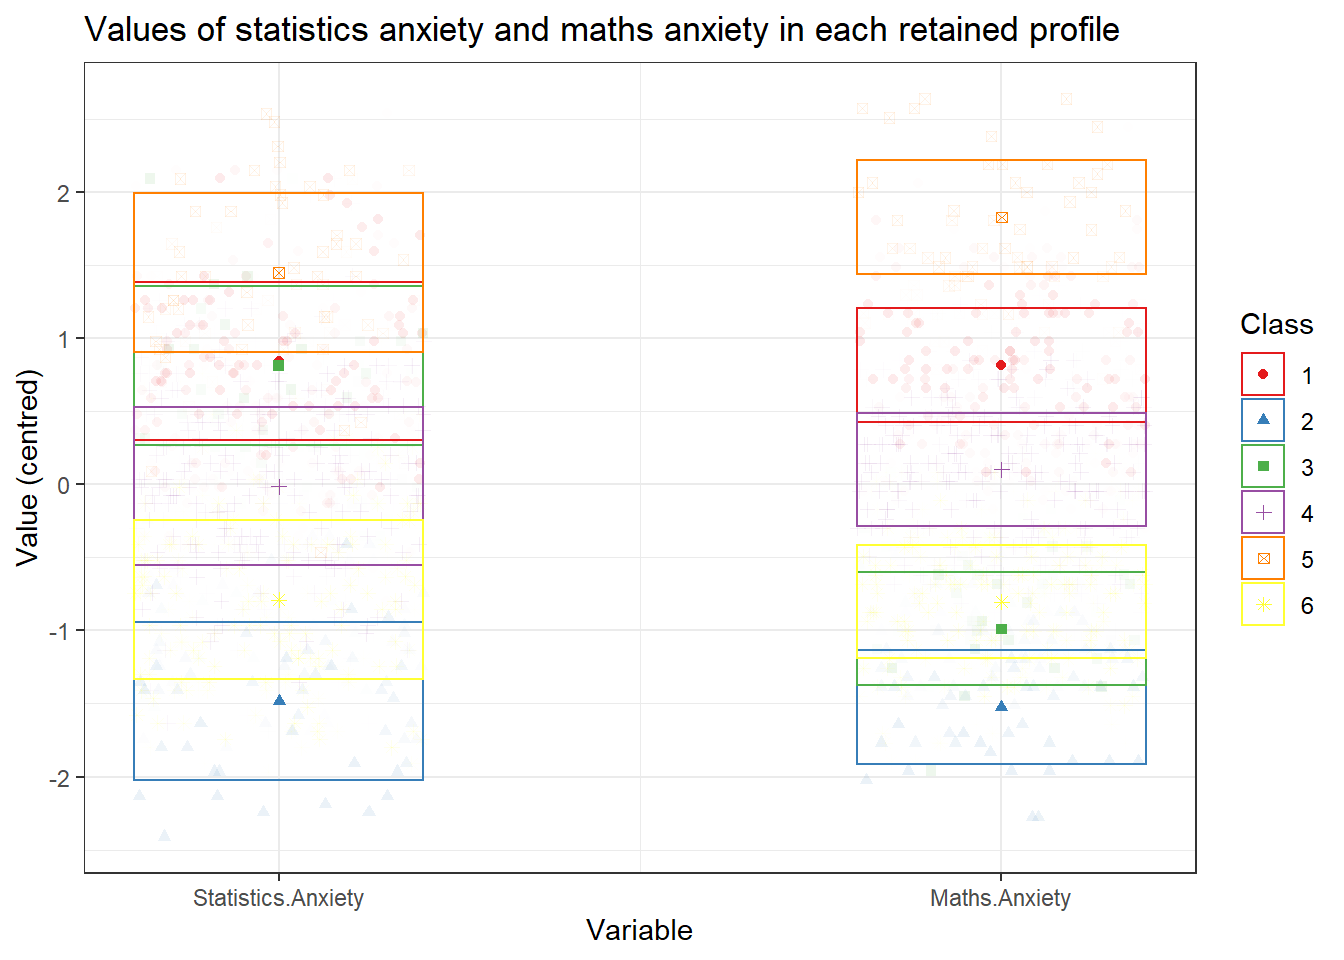 Values of statistics anxiety and maths anxiety in each retained profile
Value (centred)
2
1
0
-1
-2
Statistics.Anxiety
Maths.Anxiety
Variable
Class
1
2
3
4
5
6